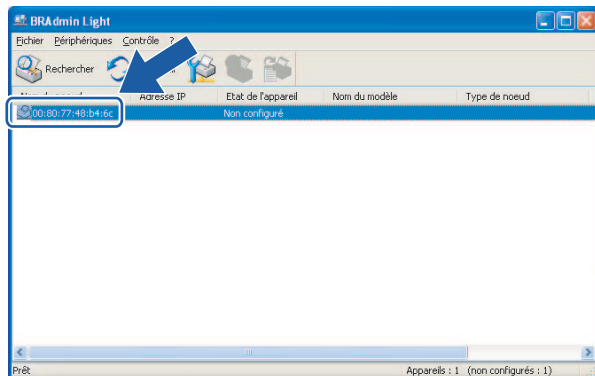 BRAdmin Light
Fichier Périphériques Contrôle ?
Rechercher
Adresse IP Etat de l'appareil Nom du modèle Type de noeud
00:80:77:48:b4:6c Non configuré
Prêt Appareils : 1 (non configurés : 1)